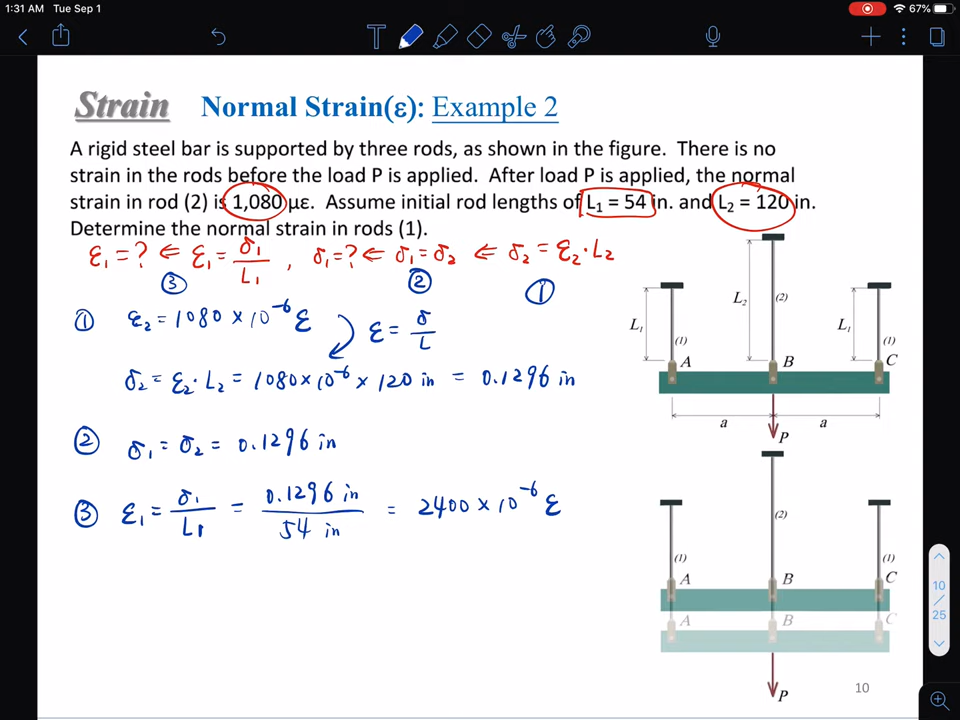 1:31 AM Tue Sep 1
67%
Strain Normal Strain(ε): Example 2
A rigid steel bar is supported by three rods, as shown in the figure. There is no
strain in the rods before the load P is applied. After load P is applied, the normal
strain in rod (2) is 1,080 με. Assume initial rod lengths of L₁ = 54 in. and L₂ = 120 in.
Determine the normal strain in rods (1).
ε₁ = ? ⇐ ε₁ = δ₁/L₁ , δ₁ = ? ⇐ δ₁ = δ₂ ⇐ δ₂ = ε₂·L₂
③ ② ①
① ε₂ = 1080 × 10⁻⁶ ε ε = δ/L
δ₂ = ε₂·L₂ = 1080 × 10⁻⁶ × 120 in = 0.1296 in
② δ₁ = δ₂ = 0.1296 in
③ ε₁ = δ₁/L₁ = 0.1296 in/54 in = 2400 × 10⁻⁶ ε
L₂ (2)
L₁ L₁
(1) (1)
A B C
a a
P
(2)
(1) (1)
A B C
A B C
P
10
10
/
25